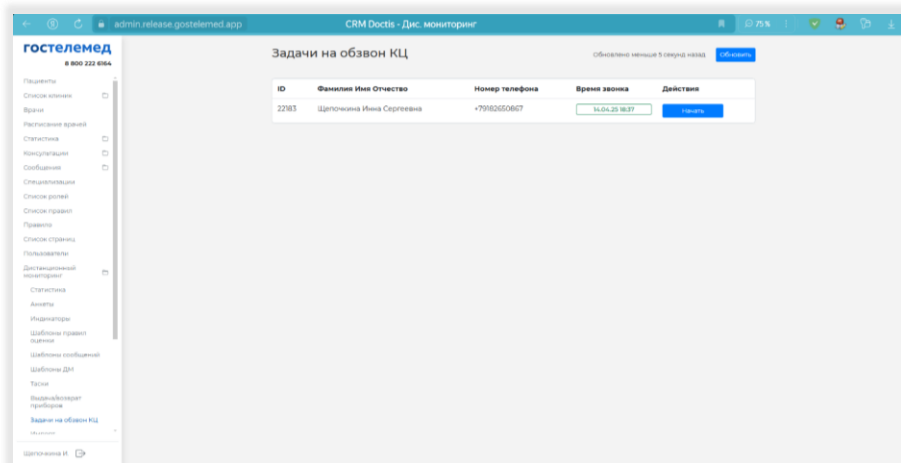 admin.release.gostelemed.app
CRM Doctis - Дис. мониторинг
75 %
гостелемед
8 800 222 6164
Пациенты
Список клиник
Врачи
Расписание врачей
Статистика
Консультации
Сообщения
Специализации
Список ролей
Список правил
Правило
Список страниц
Пользователи
Дистанционный
мониторинг
Статистика
Анкеты
Индикаторы
Шаблоны правил
оценки
Шаблоны сообщений
Шаблоны ДМ
Таски
Выдача/возврат
приборов
Задачи на обзвон КЦ
Щепочкина И
Задачи на обзвон КЦ
Обновлено меньше 5 секунд назад
Обновить
ID Фамилия Имя Отчество Номер телефона Время звонка Действия
22183 Щепочкина Инна Сергеевна +79182650867 14.04.25 18:37 Начать